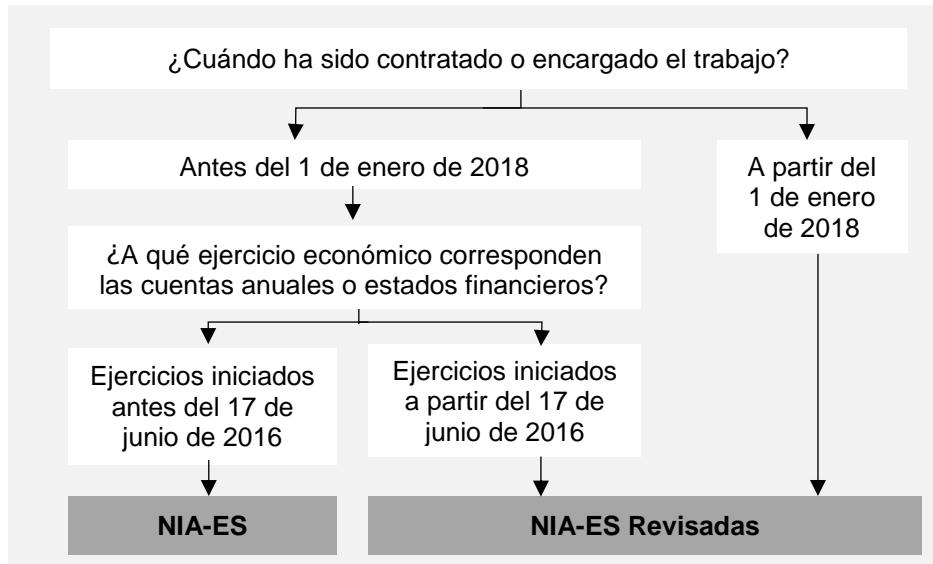 ¿Cuándo ha sido contratado o encargado el trabajo?
Antes del 1 de enero de 2018
A partir del
1 de enero
de 2018
¿A qué ejercicio económico corresponden
las cuentas anuales o estados financieros?
Ejercicios iniciados
antes del 17 de
junio de 2016
Ejercicios iniciados
a partir del 17 de
junio de 2016
NIA-ES
NIA-ES Revisadas